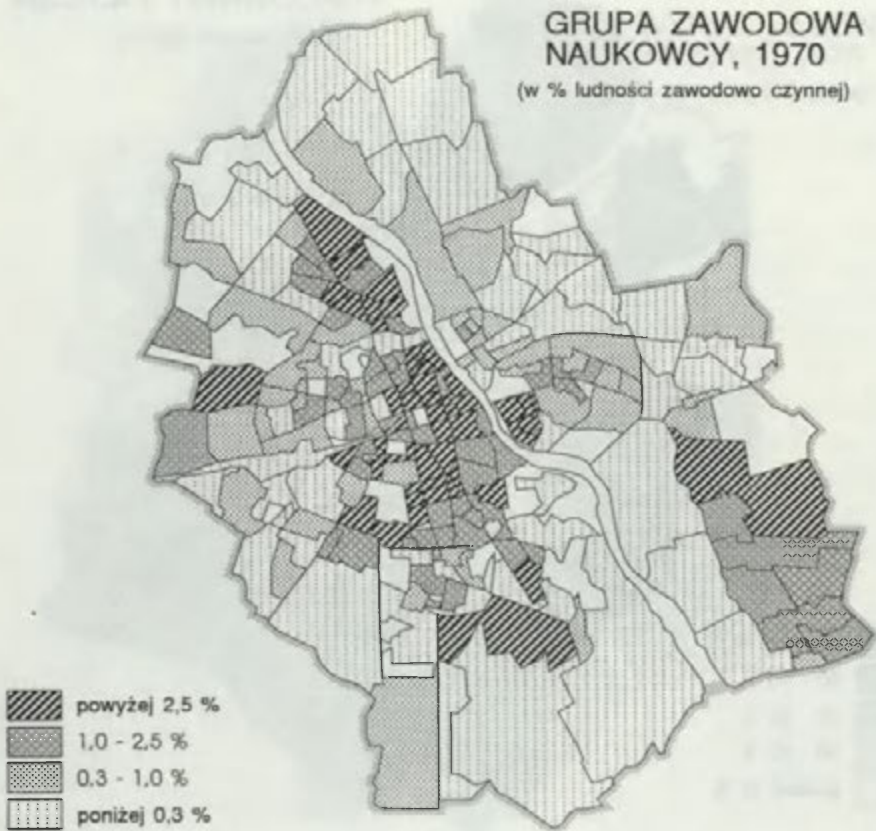 GRUPA ZAWODOWA
NAUKOWCY, 1970
(w % ludności zawodowo czynnej)
powyżej 2,5 %
1,0 - 2,5 %
0,3 - 1,0 %
poniżej 0,3 %